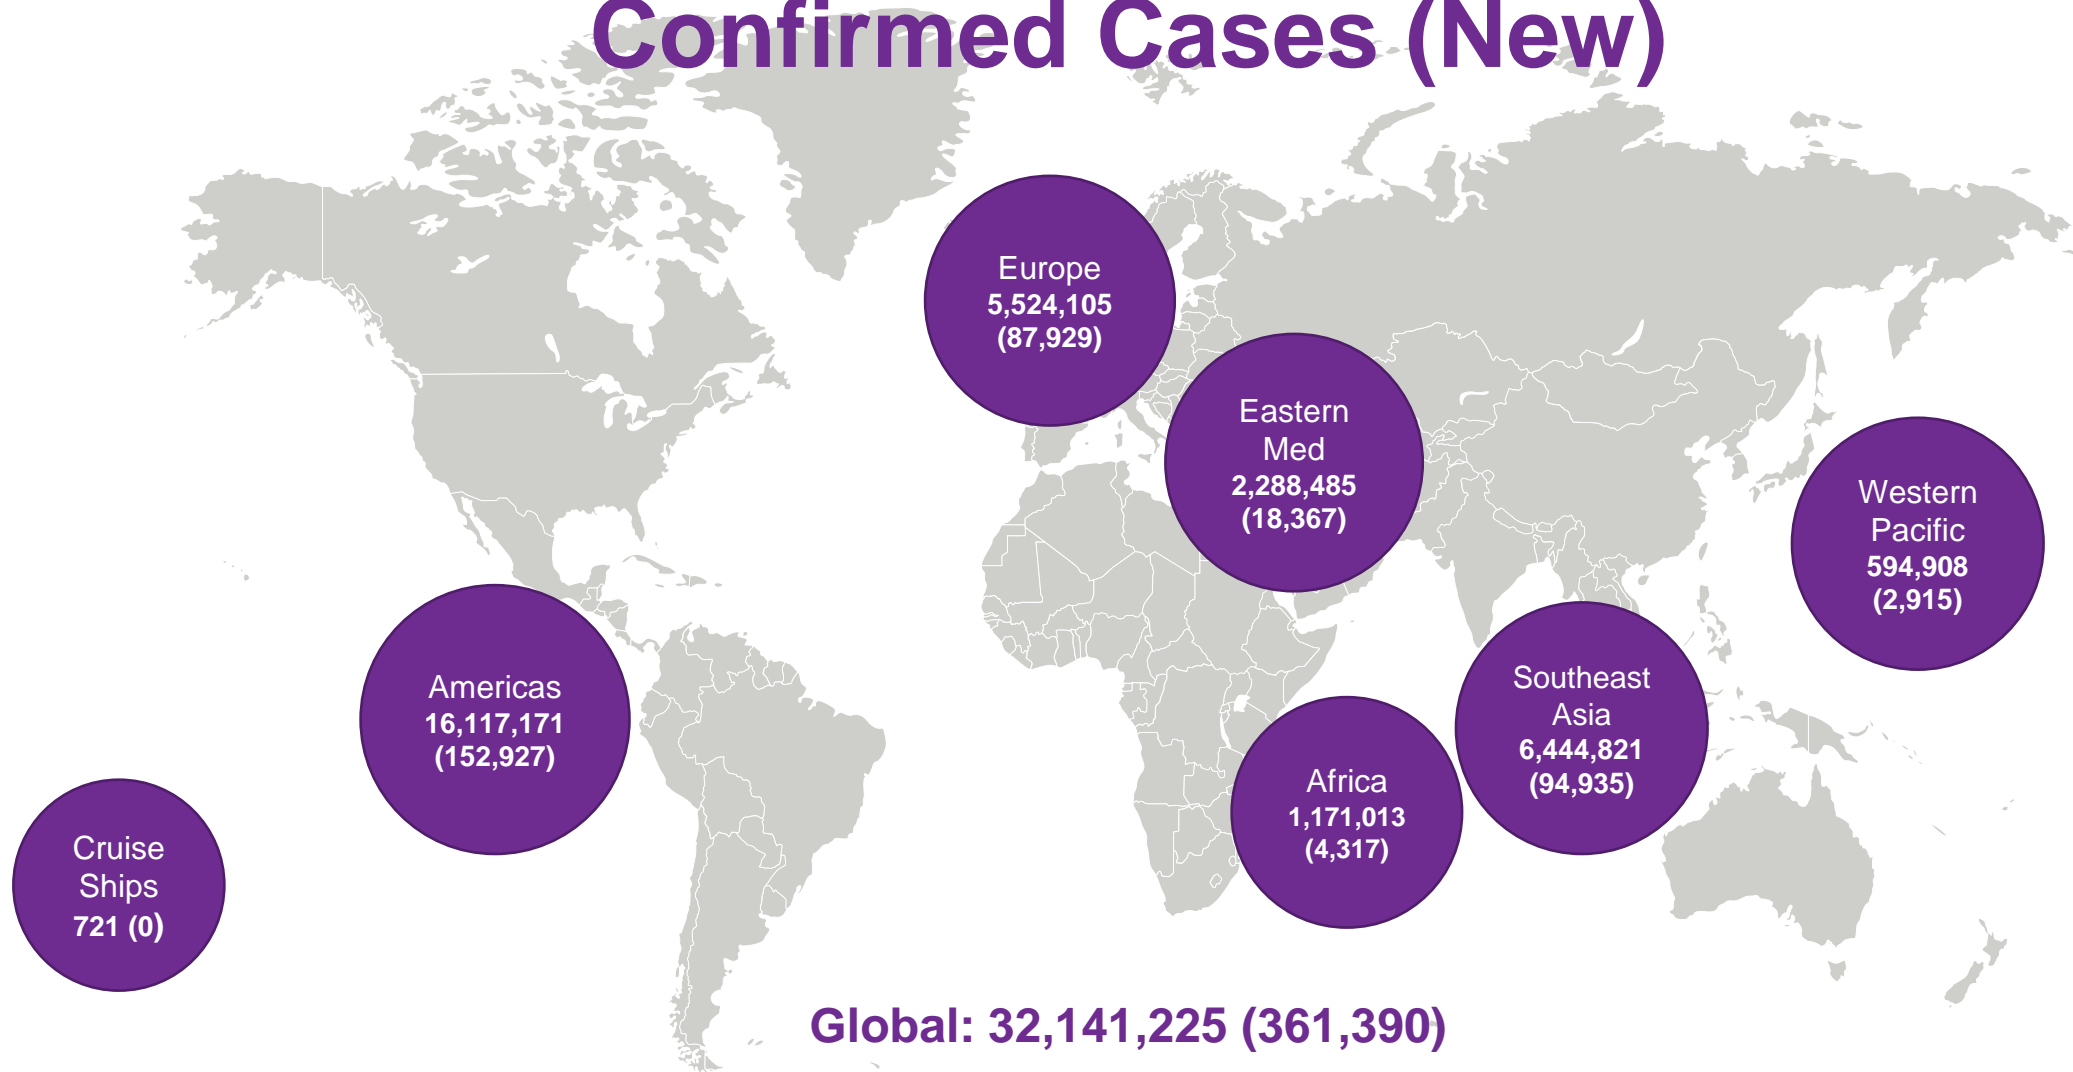 Confirmed Cases (New)
Europe
5,524,105
(87,929)
Eastern
Med
2,288,485
(18,367)
Western
Pacific
594,908
(2,915)
Americas
16,117,171
(152,927)
Southeast
Asia
6,444,821
(94,935)
Africa
1,171,013
(4,317)
Cruise
Ships
721 (0)
Global: 32,141,225 (361,390)